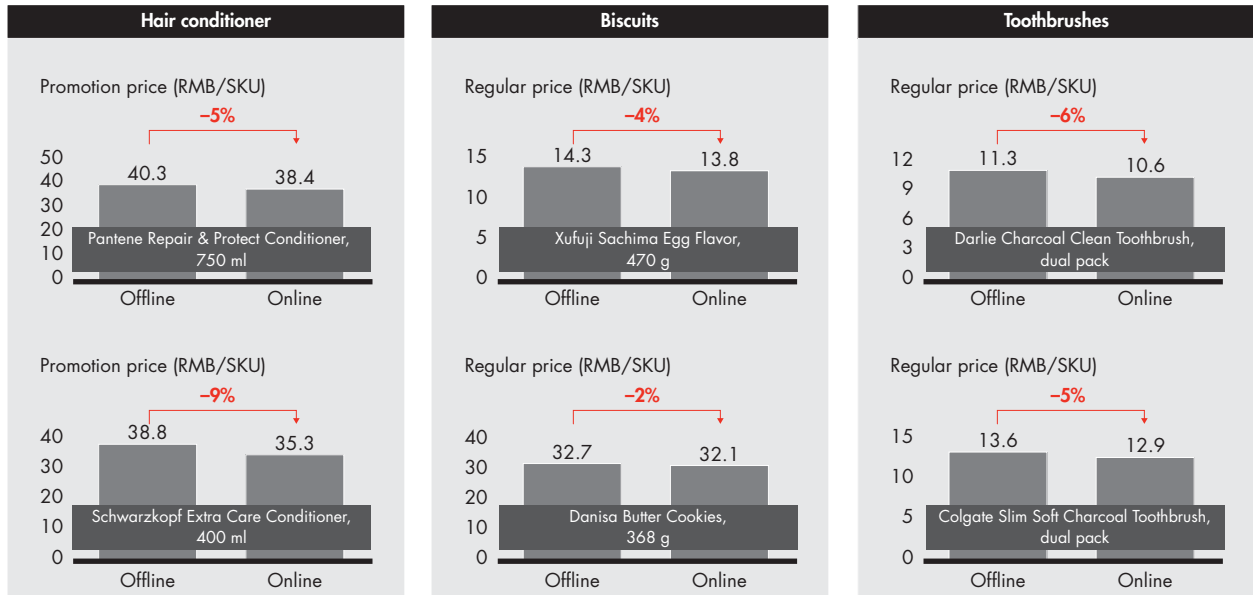 Hair conditioner
Promotion price (RMB/SKU)
–5%
50
40
30
20
10
0
40.3
38.4
Pantene Repair & Protect Conditioner,
750 ml
Offline
Online
Promotion price (RMB/SKU)
–9%
40
30
20
10
0
38.8
35.3
Schwarzkopf Extra Care Conditioner,
400 ml
Offline
Online
Biscuits
Regular price (RMB/SKU)
–4%
15
10
5
0
14.3
13.8
Xufuji Sachima Egg Flavor,
470 g
Offline
Online
Regular price (RMB/SKU)
–2%
40
30
20
10
0
32.7
32.1
Danisa Butter Cookies,
368 g
Offline
Online
Toothbrushes
Regular price (RMB/SKU)
–6%
12
9
6
3
0
11.3
10.6
Darlie Charcoal Clean Toothbrush,
dual pack
Offline
Online
Regular price (RMB/SKU)
–5%
15
10
5
0
13.6
12.9
Colgate Slim Soft Charcoal Toothbrush,
dual pack
Offline
Online